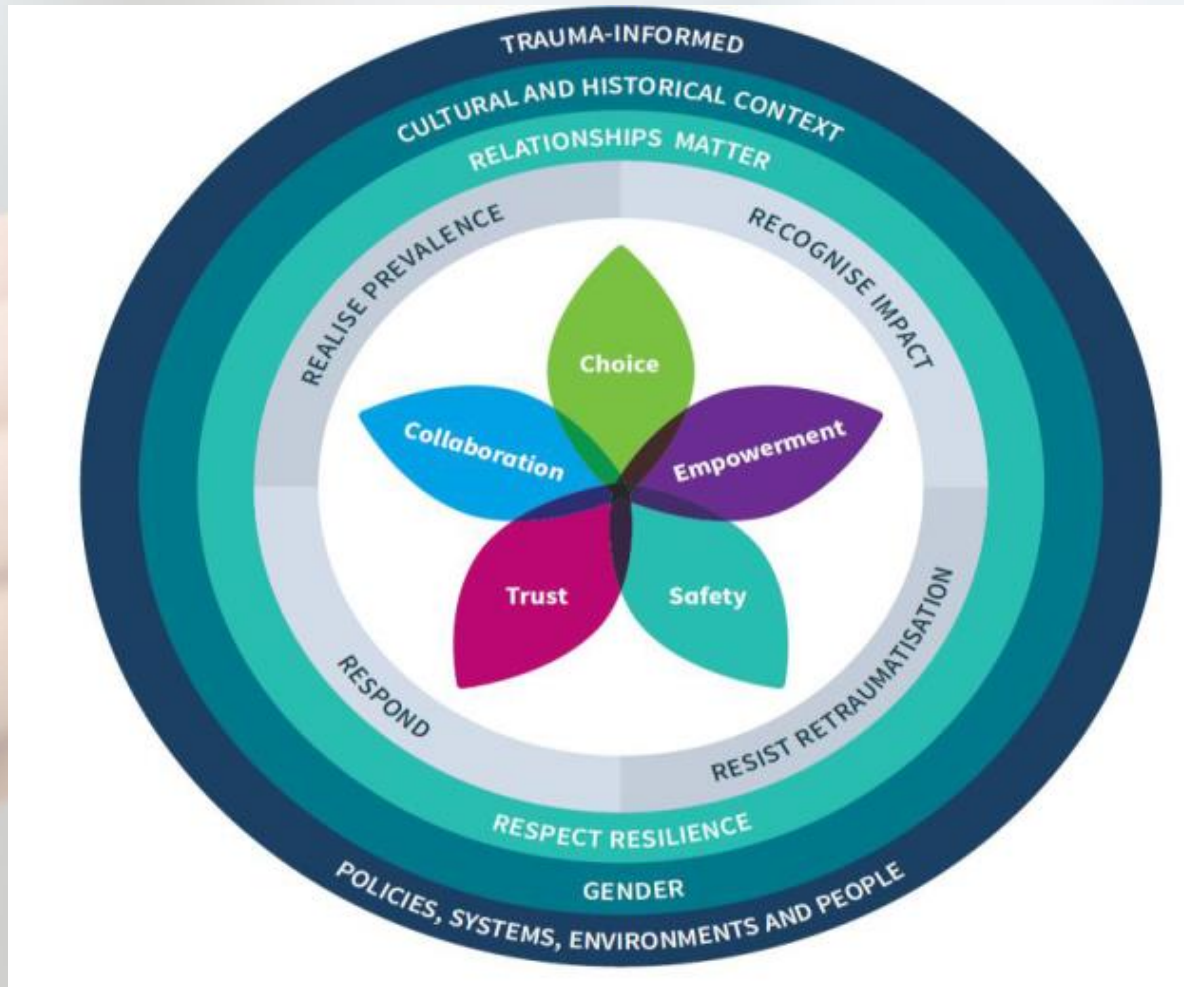 TRAUMA-INFORMED
CULTURAL AND HISTORICAL CONTEXT
RELATIONSHIPS MATTER
REALISE PREVALENCE
RECOGNISE IMPACT
Choice
Collaboration
Empowerment
Trust
Safety
RESPOND
RESIST RETRAUMATISATION
RESPECT RESILIENCE
GENDER
POLICIES, SYSTEMS, ENVIRONMENTS AND PEOPLE